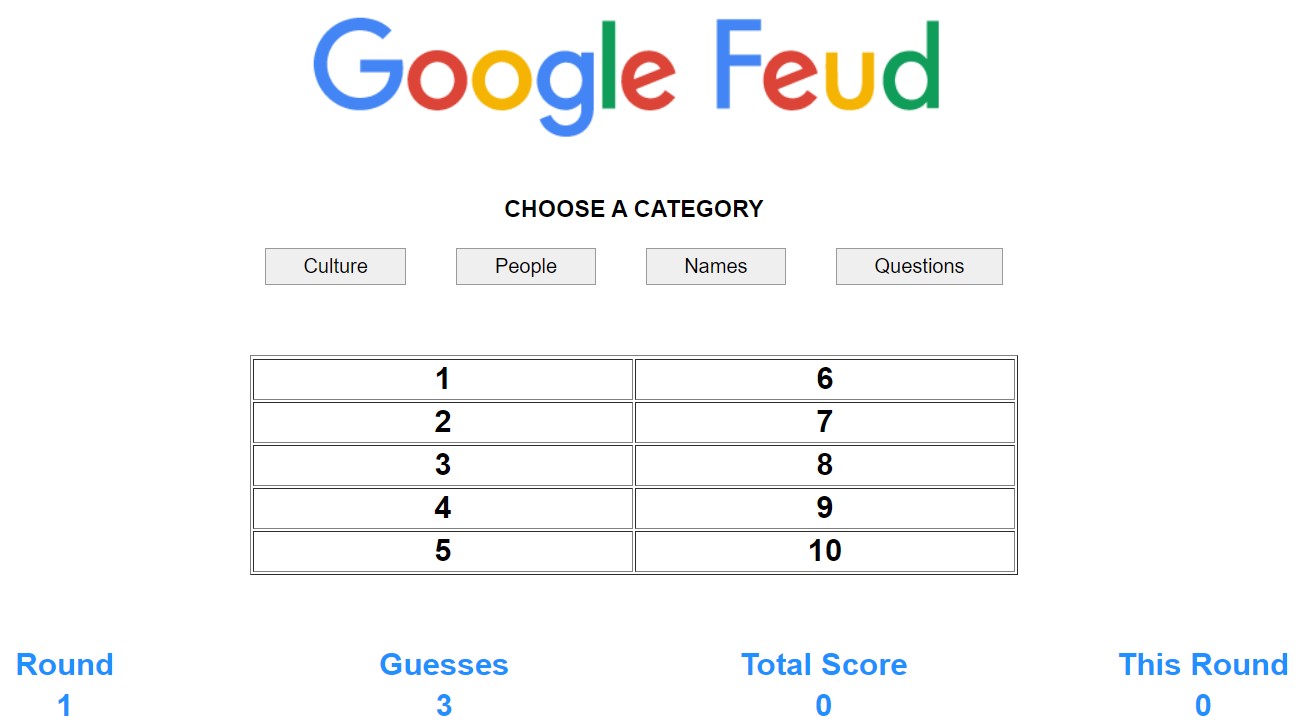 Google Feud
CHOOSE A CATEGORY
Culture People Names Questions
1 6
2 7
3 8
4 9
5 10
Round Guesses Total Score This Round
1 3 0 0